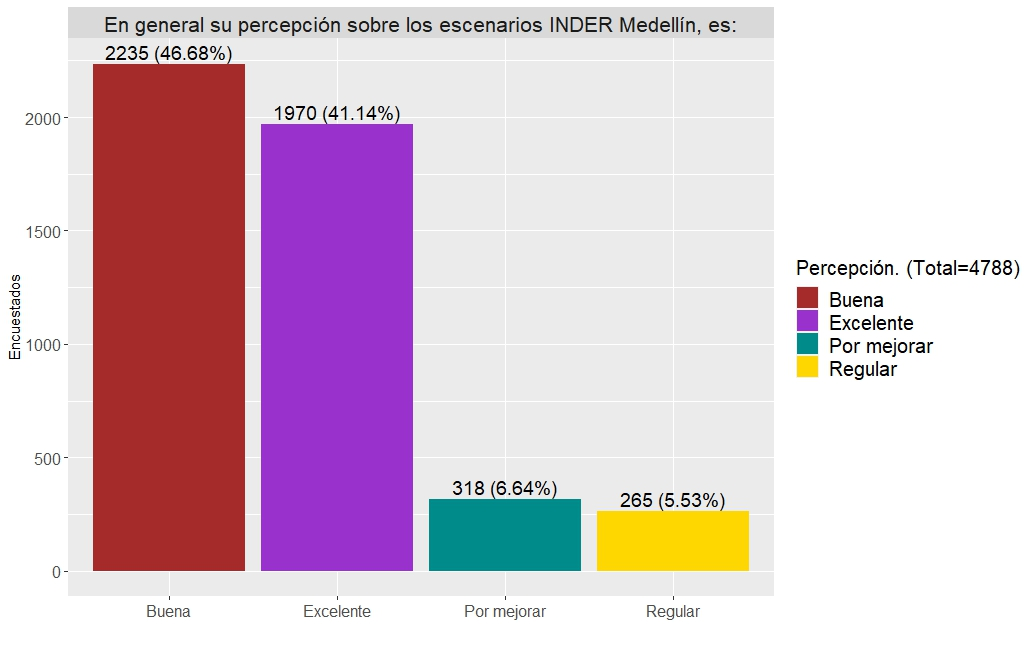 En general su percepción sobre los escenarios INDER Medellín, es:
2235 (46.68%)
1970 (41.14%)
318 (6.64%)
265 (5.53%)
2000
1500
1000
500
0
Encuestados
Buena
Excelente
Por mejorar
Regular
Percepción. (Total=4788)
Buena
Excelente
Por mejorar
Regular